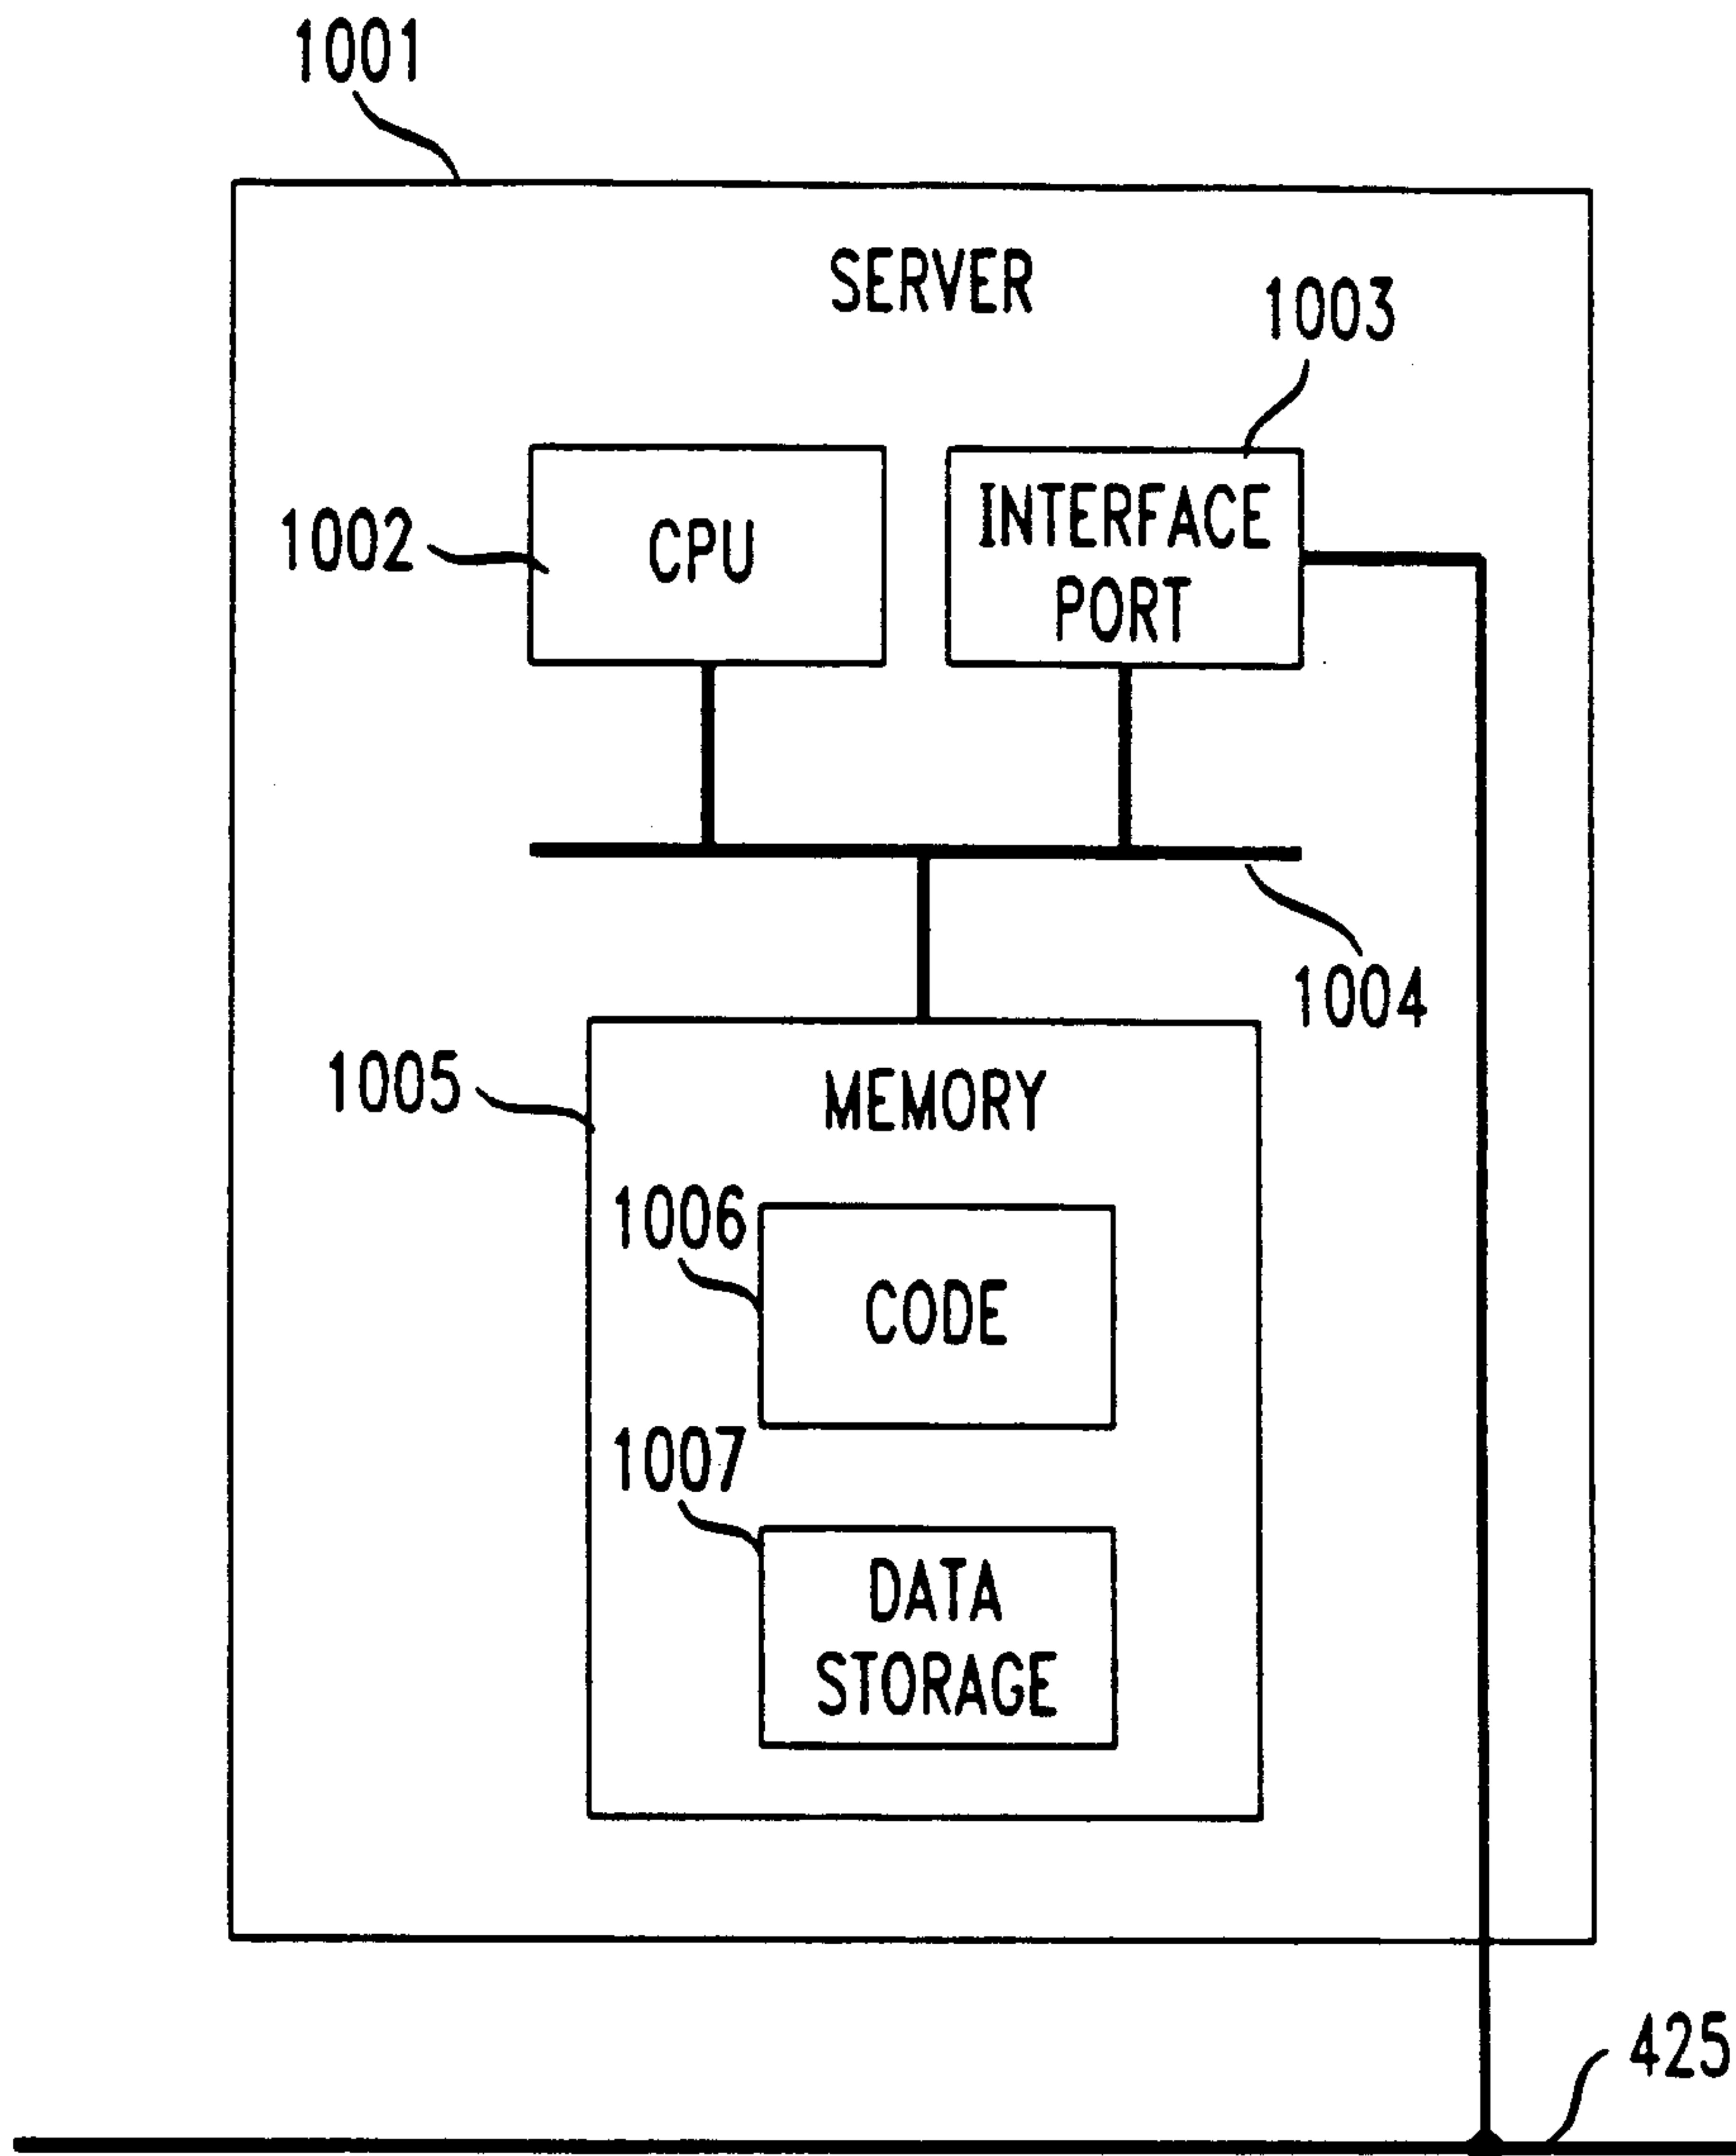 1001
SERVER
1003
1002
CPU
INTERFACE
PORT
1004
1005
MEMORY
1006
CODE
1007
DATA
STORAGE
425